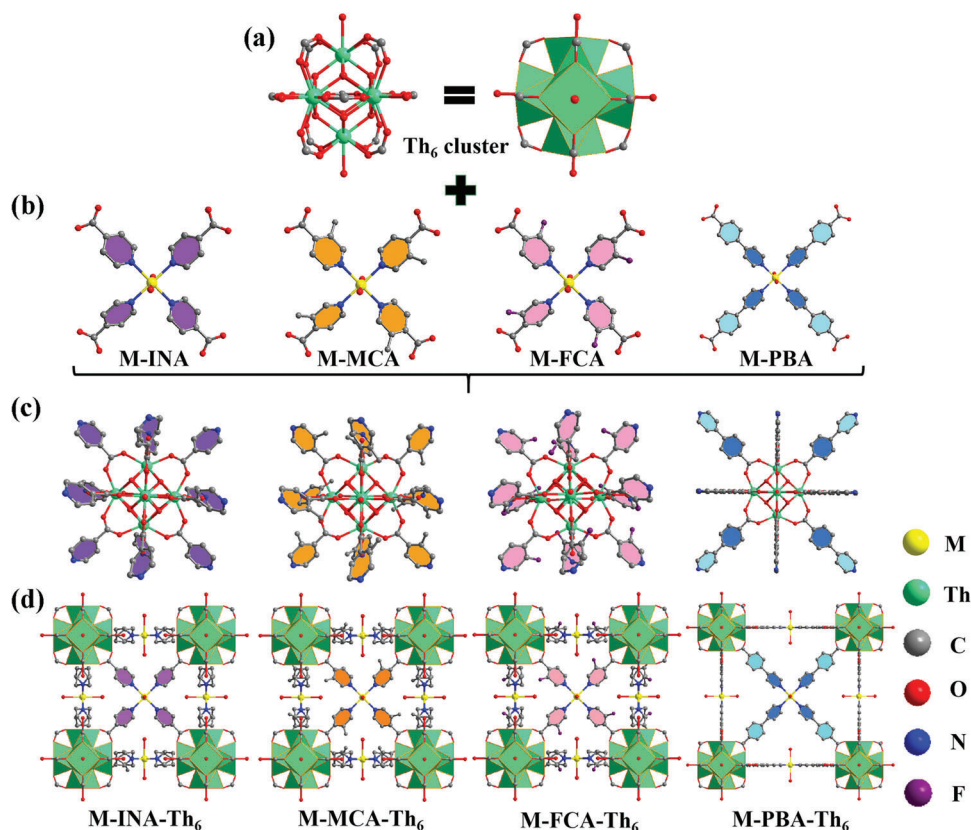 (a)
Th₆ cluster
(b)
M-INA M-MCA M-FCA M-PBA
(c)
M
Th
(d)
C
O
N
F
M-INA-Th₆ M-MCA-Th₆ M-FCA-Th₆ M-PBA-Th₆